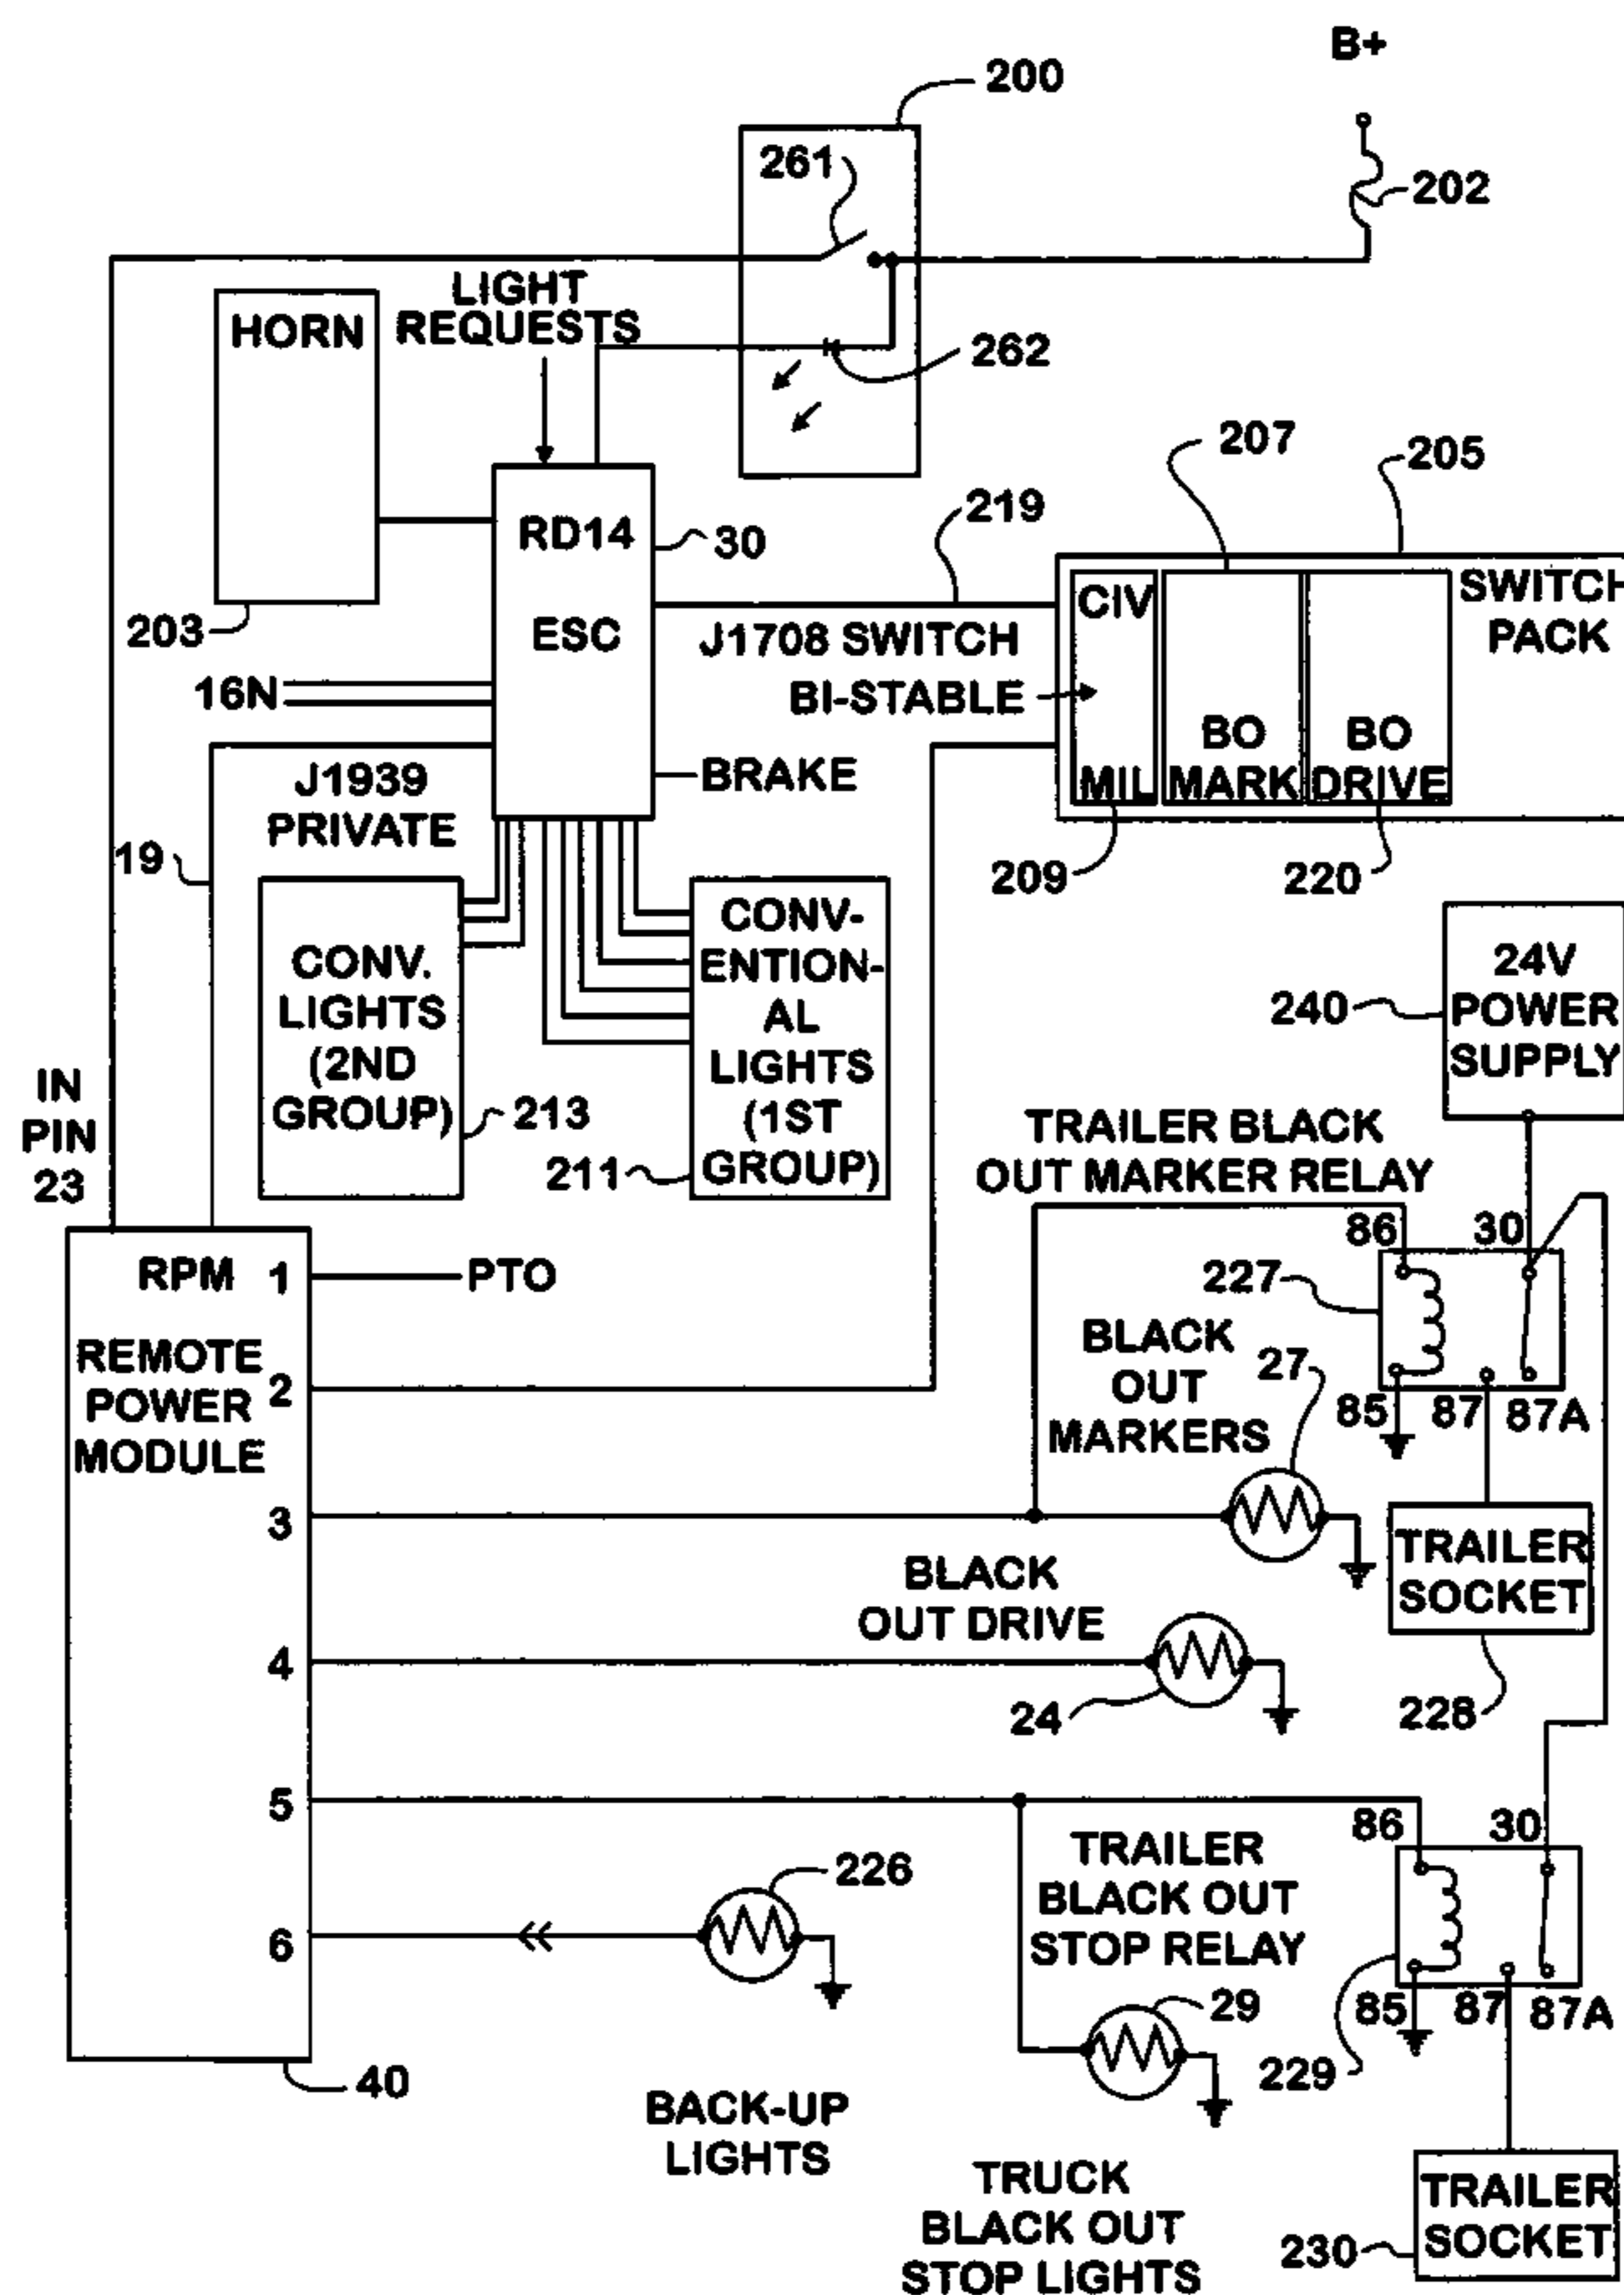 B+
200
261
202
LIGHT
REQUESTS
HORN
262
207
205
219
RD14
30
ESC
203
CIV
SWITCH
PACK
J1708 SWITCH
BI-STABLE
16N
BO
MARK
BO
DRIVE
MIL
J1939
PRIVATE
BRAKE
19
209
220
CONV.
LIGHTS
(2ND
GROUP)
213
CONV-
ENTION-
AL
LIGHTS
(1ST
GROUP)
211
24V
POWER
SUPPLY
240
IN
PIN
23
TRAILER BLACK
OUT MARKER RELAY
86
30
227
RPM
1
PTO
REMOTE
POWER
MODULE
2
BLACK
OUT
MARKERS
27
85
87
87A
3
TRAILER
SOCKET
228
BLACK
OUT DRIVE
4
24
5
86
30
TRAILER
BLACK OUT
STOP RELAY
226
6
29
85
87
87A
229
40
BACK-UP
LIGHTS
TRUCK
BLACK OUT
STOP LIGHTS
TRAILER
SOCKET
230